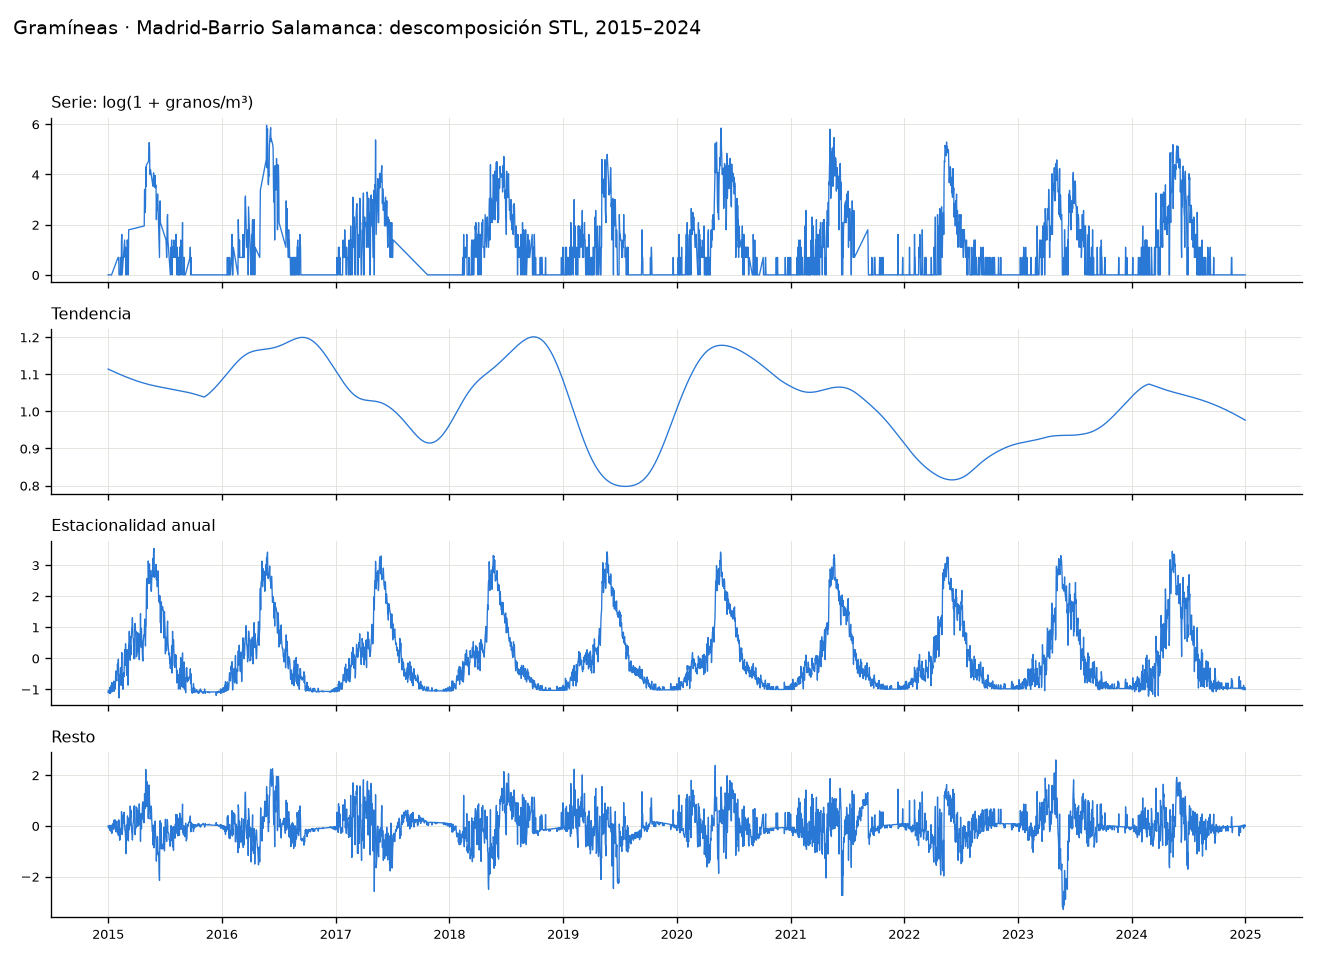 Gramíneas · Madrid-Barrio Salamanca: descomposición STL, 2015–2024
Serie: log(1 + granos/m³)
6
4
2
0
Tendencia
1.2
1.1
1.0
0.9
0.8
Estacionalidad anual
3
2
1
0
−1
Resto
2
0
−2
2015 2016 2017 2018 2019 2020 2021 2022 2023 2024 2025